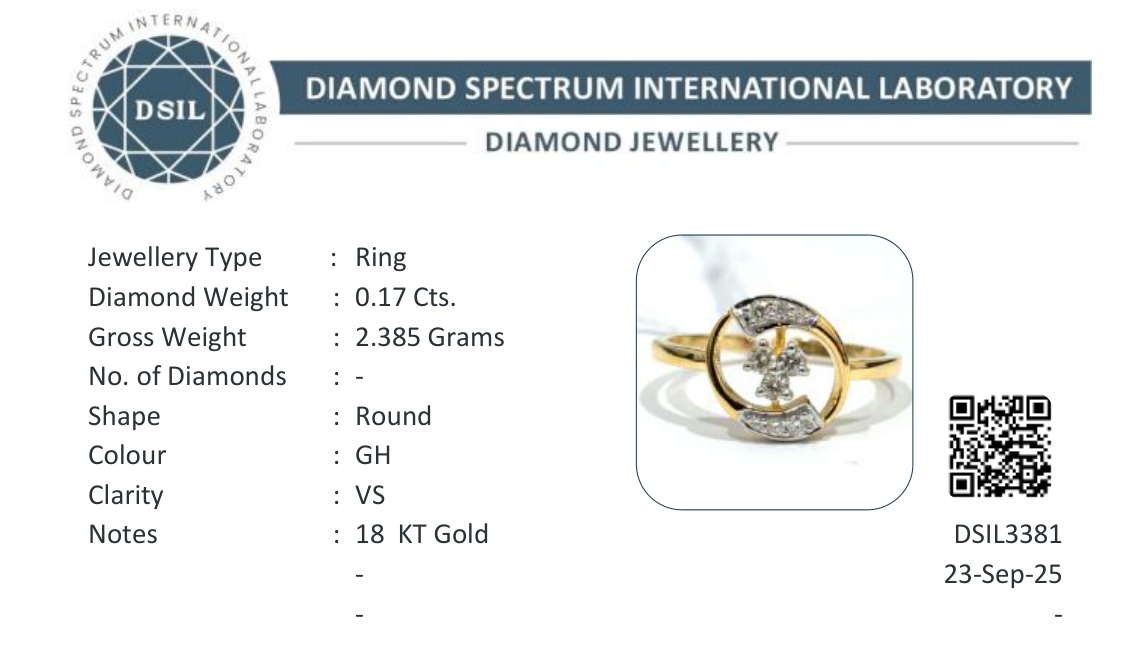 DIAMOND SPECTRUM INTERNATIONAL LABORATORY
DSIL
DIAMOND SPECTRUM INTERNATIONAL LABORATORY
DIAMOND JEWELLERY
Jewellery Type : Ring
Diamond Weight : 0.17 Cts.
Gross Weight : 2.385 Grams
No. of Diamonds : -
Shape : Round
Colour : GH
Clarity : VS
Notes : 18 KT Gold
-
-
DSIL3381
23-Sep-25
-